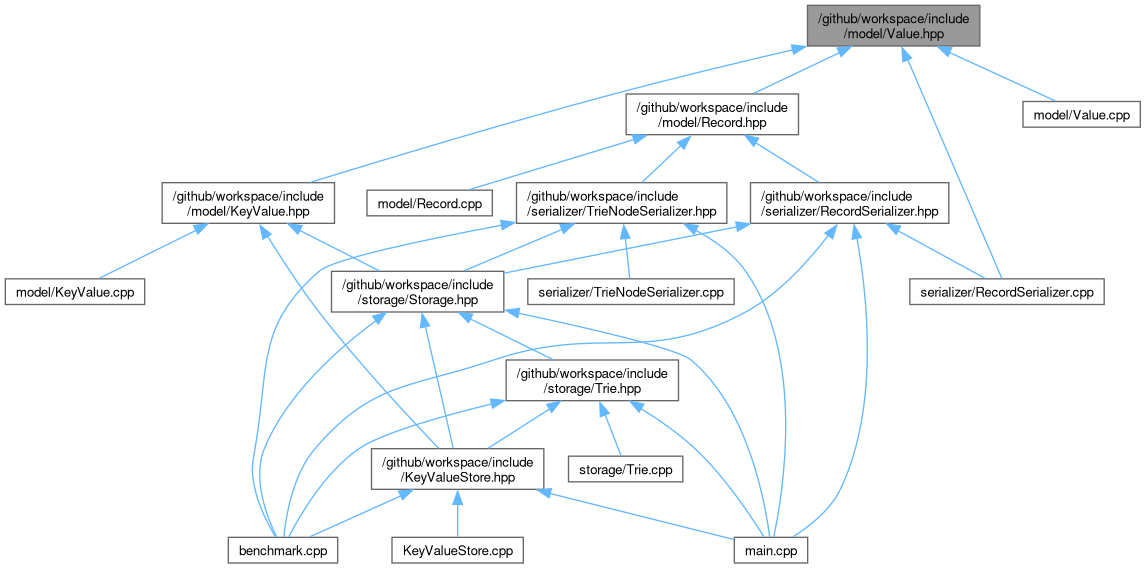 /github/workspace/include
/model/Value.hpp
/github/workspace/include
/model/Record.hpp
model/Value.cpp
/github/workspace/include
/model/KeyValue.hpp
model/Record.cpp
/github/workspace/include
/serializer/TrieNodeSerializer.hpp
/github/workspace/include
/serializer/RecordSerializer.hpp
model/KeyValue.cpp
/github/workspace/include
/storage/Storage.hpp
serializer/TrieNodeSerializer.cpp
serializer/RecordSerializer.cpp
/github/workspace/include
/storage/Trie.hpp
/github/workspace/include
/KeyValueStore.hpp
storage/Trie.cpp
benchmark.cpp
KeyValueStore.cpp
main.cpp